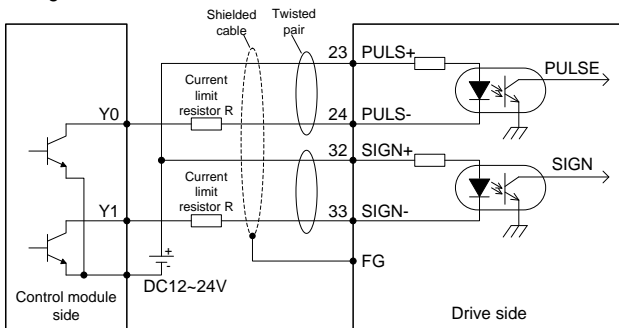 Shielded
cable
Twisted
pair
23 PULS+
PULSE
Y0
Current
limit
resistor R
24 PULS-
32 SIGN+
SIGN
Y1
Current
limit
resistor R
33 SIGN-
+
-
DC12~24V
FG
Control module
side
Drive side